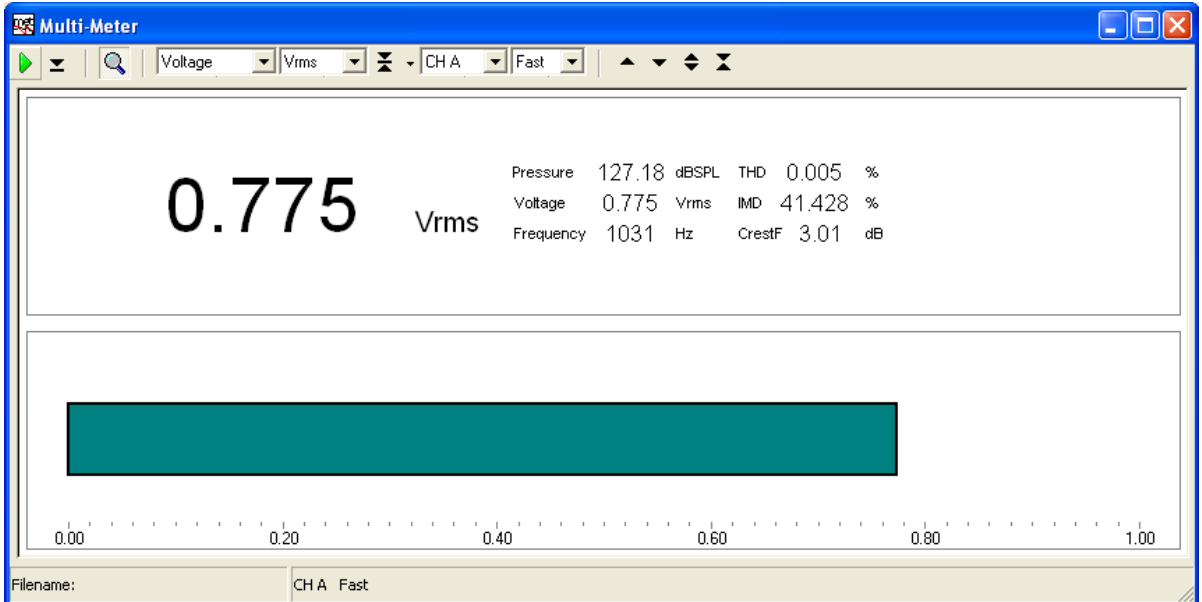 Multi-Meter
Voltage Vrms CH A Fast
0.775 Vrms
Pressure 127.18 dBSPL THD 0.005 %
Voltage 0.775 Vrms IMD 41.428 %
Frequency 1031 Hz CrestF 3.01 dB
0.00 0.20 0.40 0.60 0.80 1.00
Filename: CH A Fast